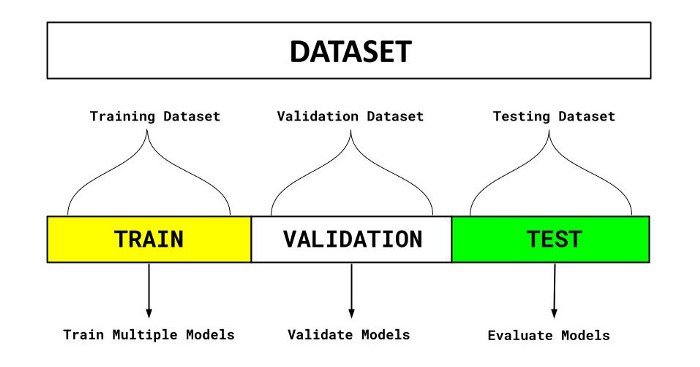 DATASET
Training Dataset
Validation Dataset
Testing Dataset
TRAIN
VALIDATION
TEST
Train Multiple Models
Validate Models
Evaluate Models